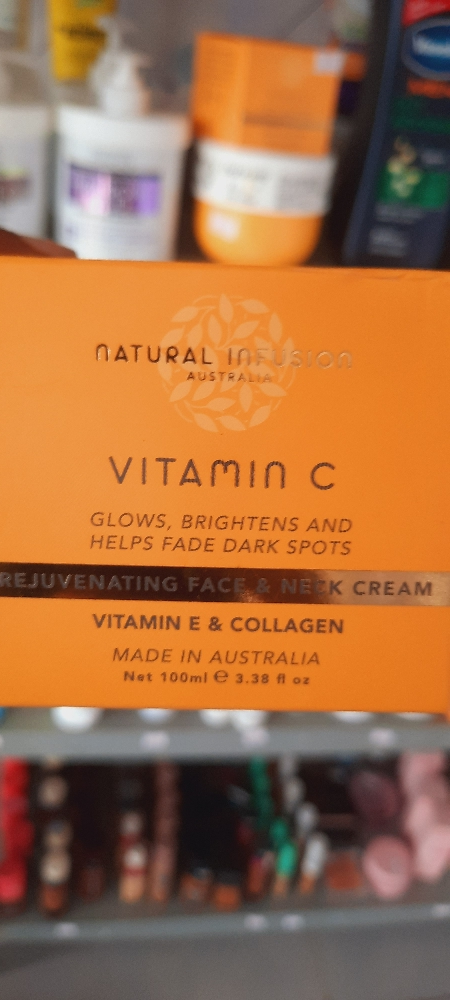 NATURAL INFUSION
AUSTRALIA
VITAMIN C
GLOWS, BRIGHTENS AND
HELPS FADE DARK SPOTS
REJUVENATING FACE & NECK CREAM
VITAMIN E & COLLAGEN
MADE IN AUSTRALIA
Net 100ml ℮ 3.38 fl oz